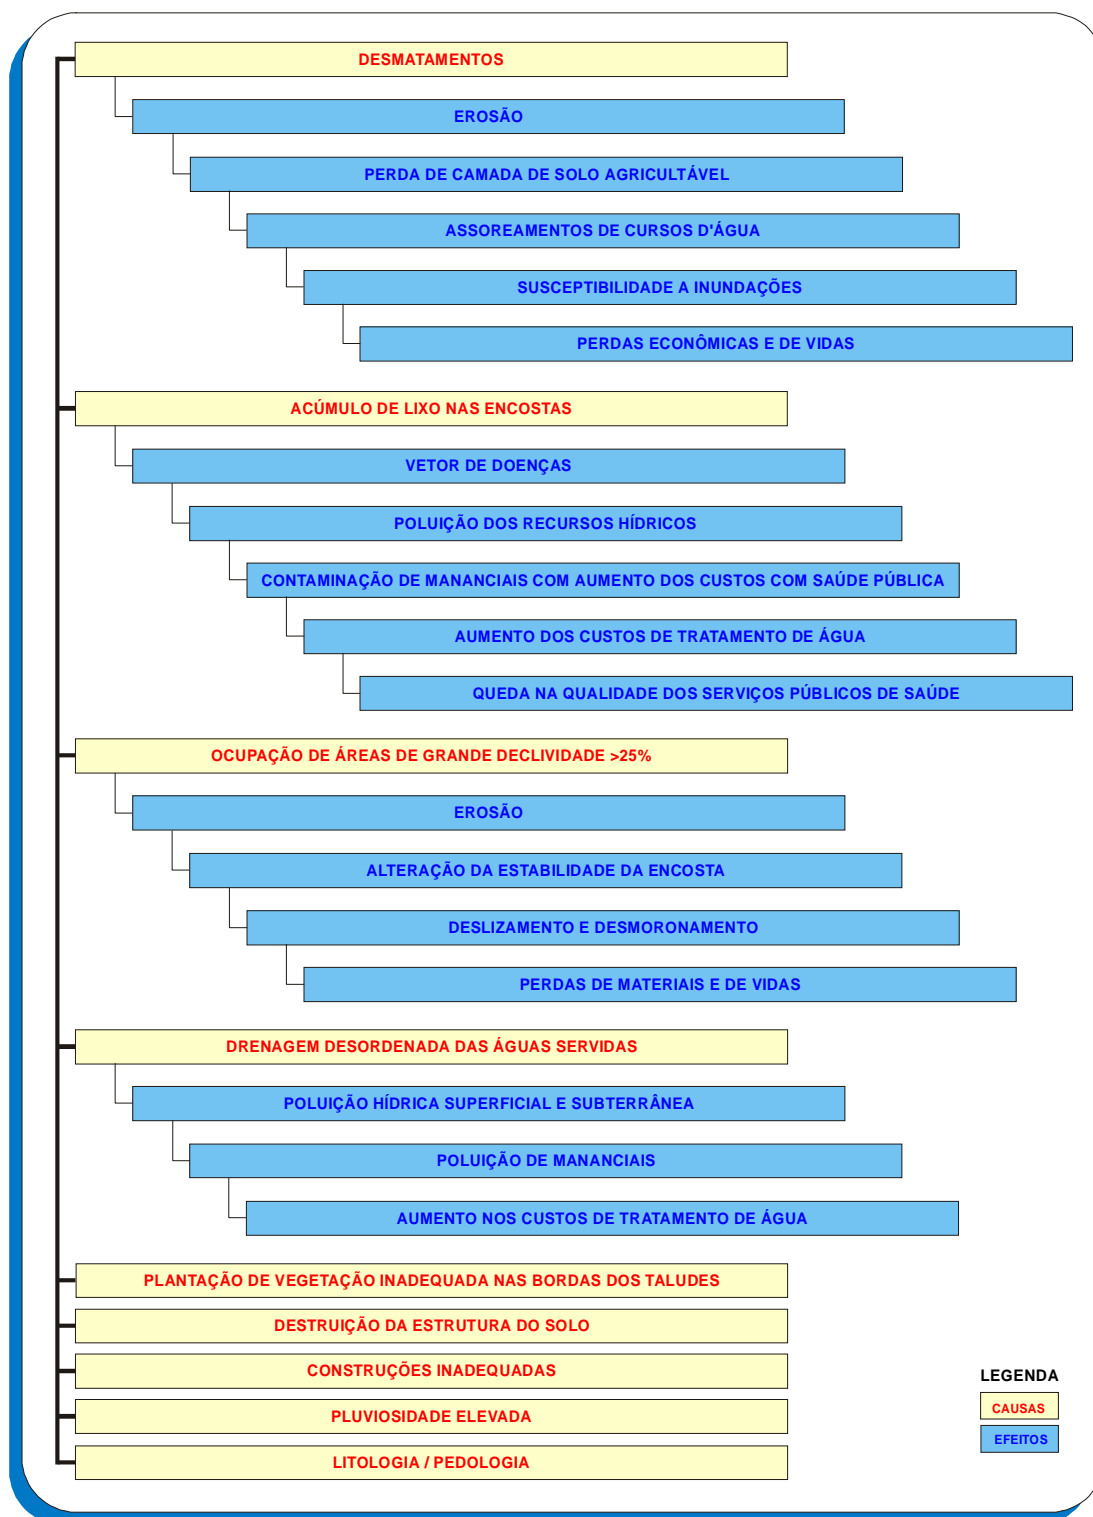 DESMATAMENTOS
EROSÃO
PERDA DE CAMADA DE SOLO AGRICULTÁVEL
ASSOREAMENTOS DE CURSOS D'ÁGUA
SUSCEPTIBILIDADE A INUNDAÇÕES
PERDAS ECONÔMICAS E DE VIDAS
ACÚMULO DE LIXO NAS ENCOSTAS
VETOR DE DOENÇAS
POLUIÇÃO DOS RECURSOS HÍDRICOS
CONTAMINAÇÃO DE MANANCIAIS COM AUMENTO DOS CUSTOS COM SAÚDE PÚBLICA
AUMENTO DOS CUSTOS DE TRATAMENTO DE ÁGUA
QUEDA NA QUALIDADE DOS SERVIÇOS PÚBLICOS DE SAÚDE
OCUPAÇÃO DE ÁREAS DE GRANDE DECLIVIDADE >25%
EROSÃO
ALTERAÇÃO DA ESTABILIDADE DA ENCOSTA
DESLIZAMENTO E DESMORONAMENTO
PERDAS DE MATERIAIS E DE VIDAS
DRENAGEM DESORDENADA DAS ÁGUAS SERVIDAS
POLUIÇÃO HÍDRICA SUPERFICIAL E SUBTERRÂNEA
POLUIÇÃO DE MANANCIAIS
AUMENTO NOS CUSTOS DE TRATAMENTO DE ÁGUA
PLANTAÇÃO DE VEGETAÇÃO INADEQUADA NAS BORDAS DOS TALUDES
DESTRUIÇÃO DA ESTRUTURA DO SOLO
CONSTRUÇÕES INADEQUADAS
PLUVIOSIDADE ELEVADA
LITOLOGIA / PEDOLOGIA
LEGENDA
CAUSAS
EFEITOS